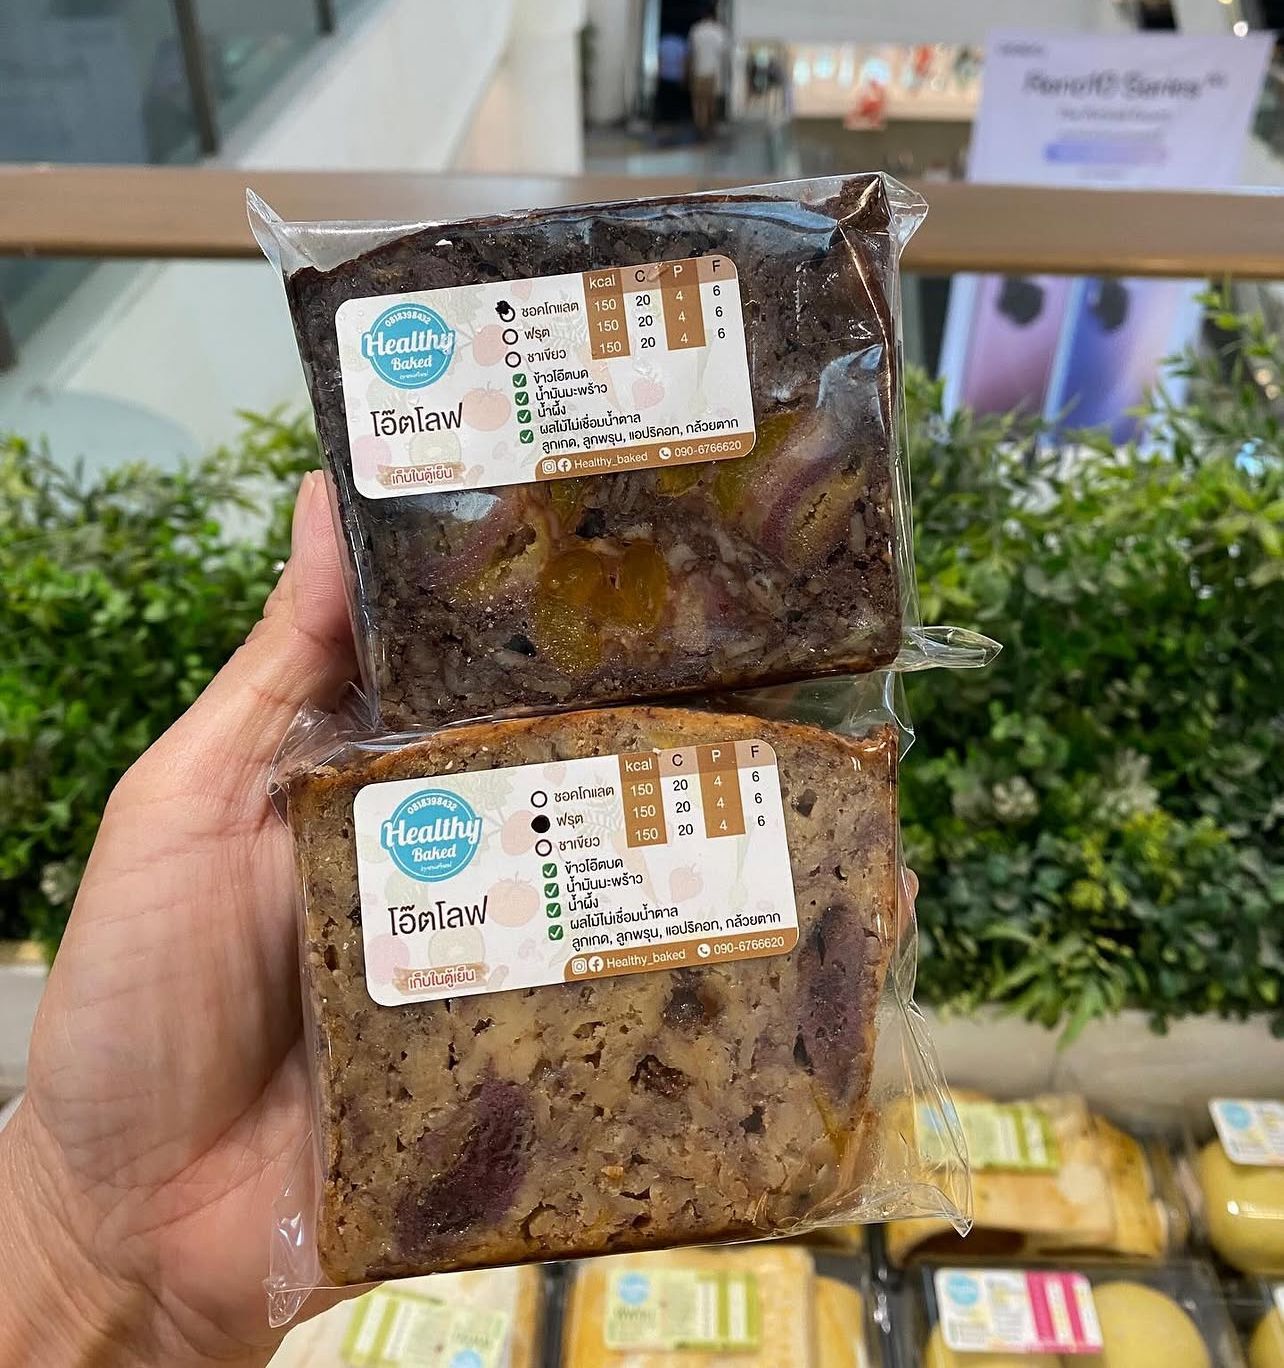 Reno10 Series 5G
0818398432
Healthy
Baked
โอ๊ตโลฟ
เก็บในตู้เย็น
kcal C P F
ชอคโกแลต 150 20 4 6
ฟรุต 150 20 4 6
ชาเขียว 150 20 4 6
ข้าวโอ๊ตบด
น้ำมันมะพร้าว
น้ำผึ้ง
ผลไม้ไม่เชื่อมน้ำตาล
ลูกเกด, ลูกพรุน, แอปริคอท, กล้วยตาก
Healthy_baked 090-6766620
0818398432
Healthy
Baked
โอ๊ตโลฟ
เก็บในตู้เย็น
kcal C P F
ชอคโกแลต 150 20 4 6
ฟรุต 150 20 4 6
ชาเขียว 150 20 4 6
ข้าวโอ๊ตบด
น้ำมันมะพร้าว
น้ำผึ้ง
ผลไม้ไม่เชื่อมน้ำตาล
ลูกเกด, ลูกพรุน, แอปริคอท, กล้วยตาก
Healthy_baked 090-6766620